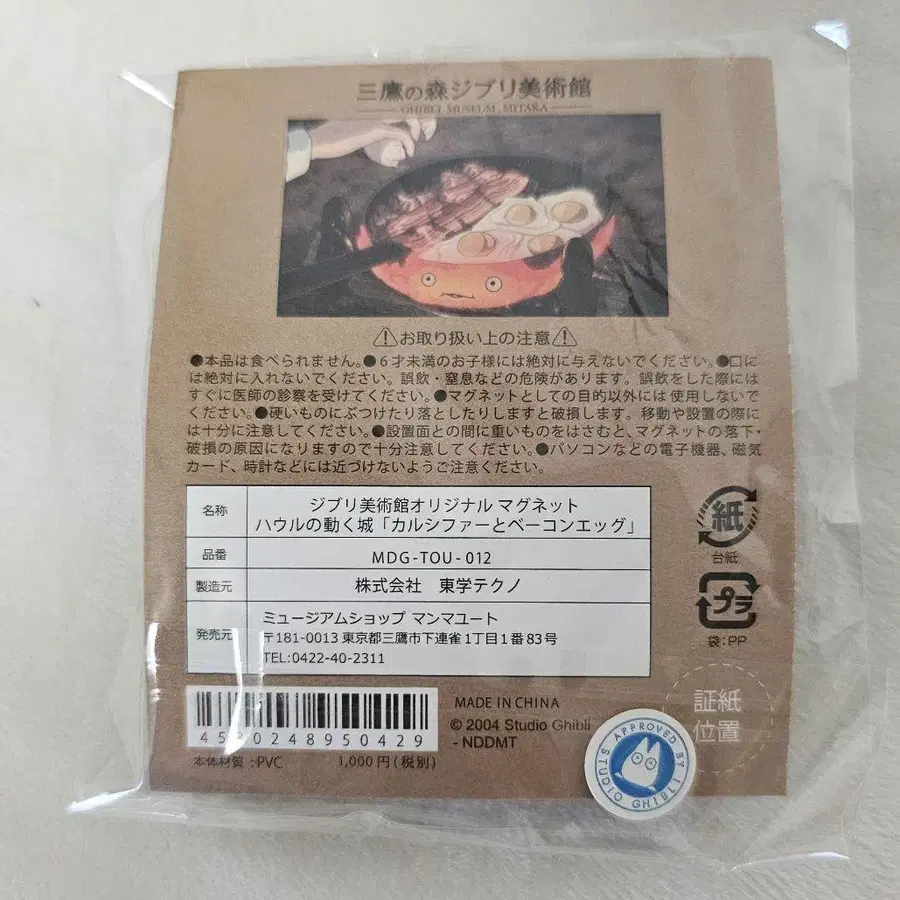 三鷹の森ジブリ美術館
GHIBLI MUSEUM, MITAKA
⚠お取り扱い上の注意⚠
●本品は食べられません。●6才未満のお子様には絶対に与えないでください。●口に
は絶対に入れないでください。誤飲・窒息などの危険があります。誤飲をした際には
すぐに医師の診察を受けてください。●マグネットとしての目的以外には使用しないで
ください。●硬いものにぶつけたり落としたりしますと破損します。移動や設置の際に
は十分に注意してください。●設置面との間に重いものをはさむと、マグネットの落下・
破損の原因になりますので十分注意してください。●パソコンなどの電子機器、磁気
カード、時計などには近づけないようご注意ください。
名称 ジブリ美術館オリジナル マグネット
ハウルの動く城「カルシファーとベーコンエッグ」
品番 MDG-TOU-012
製造元 株式会社 東学テクノ
発売元 ミュージアムショップ マンマユート
〒181-0013 東京都三鷹市下連雀1丁目1番83号
TEL:0422-40-2311
紙
台紙
プラ
袋:PP
証紙
位置
MADE IN CHINA
© 2004 Studio Ghibli
- NDDMT
4580248950429
本体材質:PVC 1,000円(税別)
APPROVED BY STUDIO GHIBLI